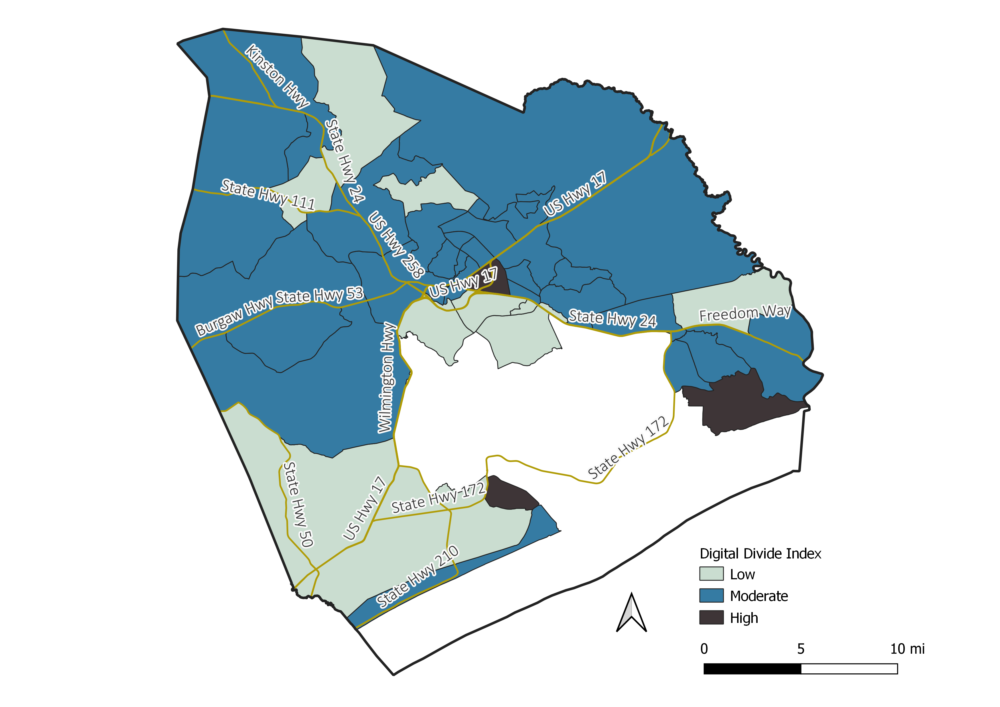 Kinston Hwy
State Hwy 24
State Hwy 111
US Hwy 17
US Hwy 258
US Hwy 17
Burgaw Hwy
State Hwy 53
State Hwy 24
Freedom Way
Wilmington Hwy
State Hwy 172
State Hwy 50
US Hwy 17
State Hwy 172
State Hwy 210
Digital Divide Index
Low
Moderate
High
0 5 10 mi